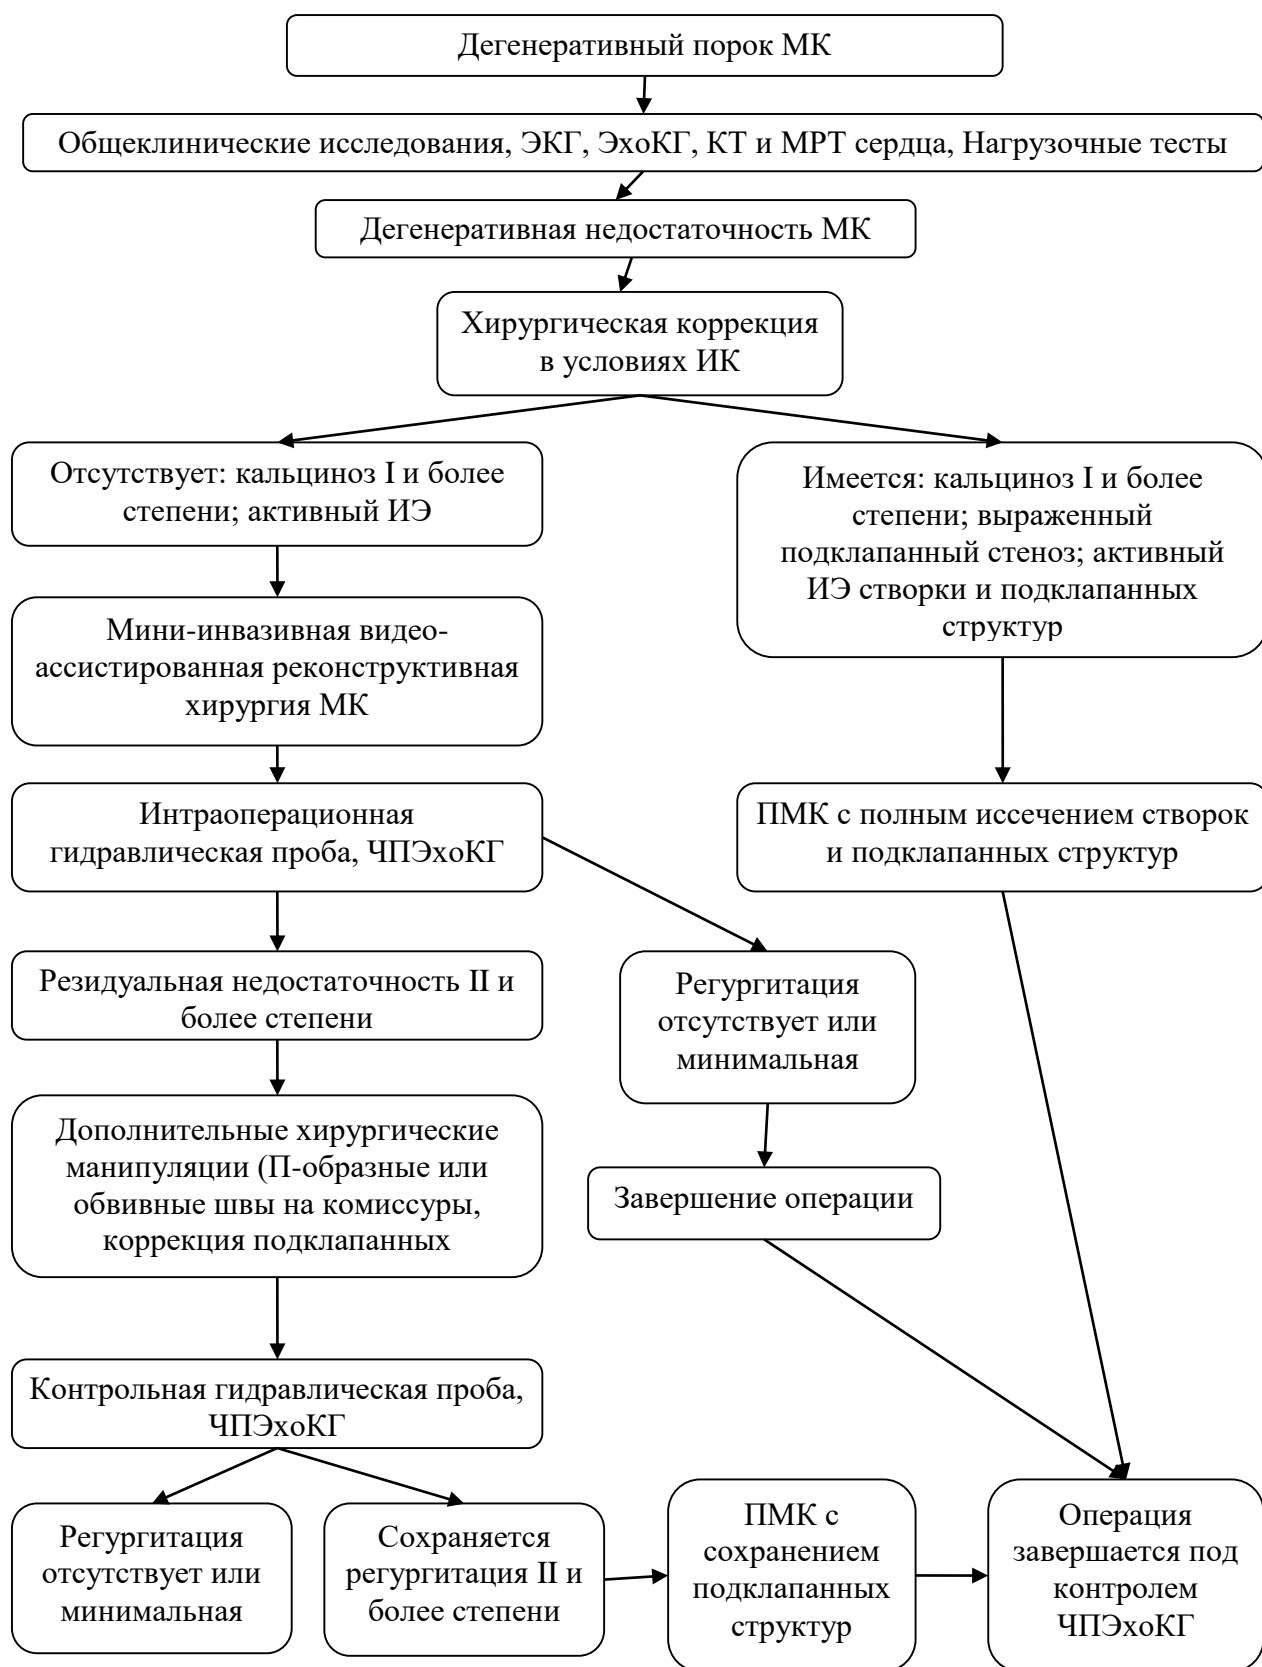 Дегенеративный порок МК
Общеклинические исследования, ЭКГ, ЭхоКГ, КТ и МРТ сердца, Нагрузочные тесты
Дегенеративная недостаточность МК
Хирургическая коррекция
в условиях ИК
Отсутствует: кальциноз I и более
степени; активный ИЭ
Имеется: кальциноз I и более
степени; выраженный
подклапанный стеноз; активный
ИЭ створки и подклапанных
структур
Мини-инвазивная видео-
ассистированная реконструктивная
хирургия МК
Интраоперационная
гидравлическая проба, ЧПЭхоКГ
ПМК с полным иссечением створок
и подклапанных структур
Резидуальная недостаточность II и
более степени
Регургитация
отсутствует или
минимальная
Дополнительные хирургические
манипуляции (П-образные или
обвивные швы на комиссуры,
коррекция подклапанных
Завершение операции
Контрольная гидравлическая проба,
ЧПЭхоКГ
Регургитация
отсутствует или
минимальная
Сохраняется
регургитация II и
более степени
ПМК с
сохранением
подклапанных
структур
Операция
завершается под
контролем
ЧПЭхоКГ